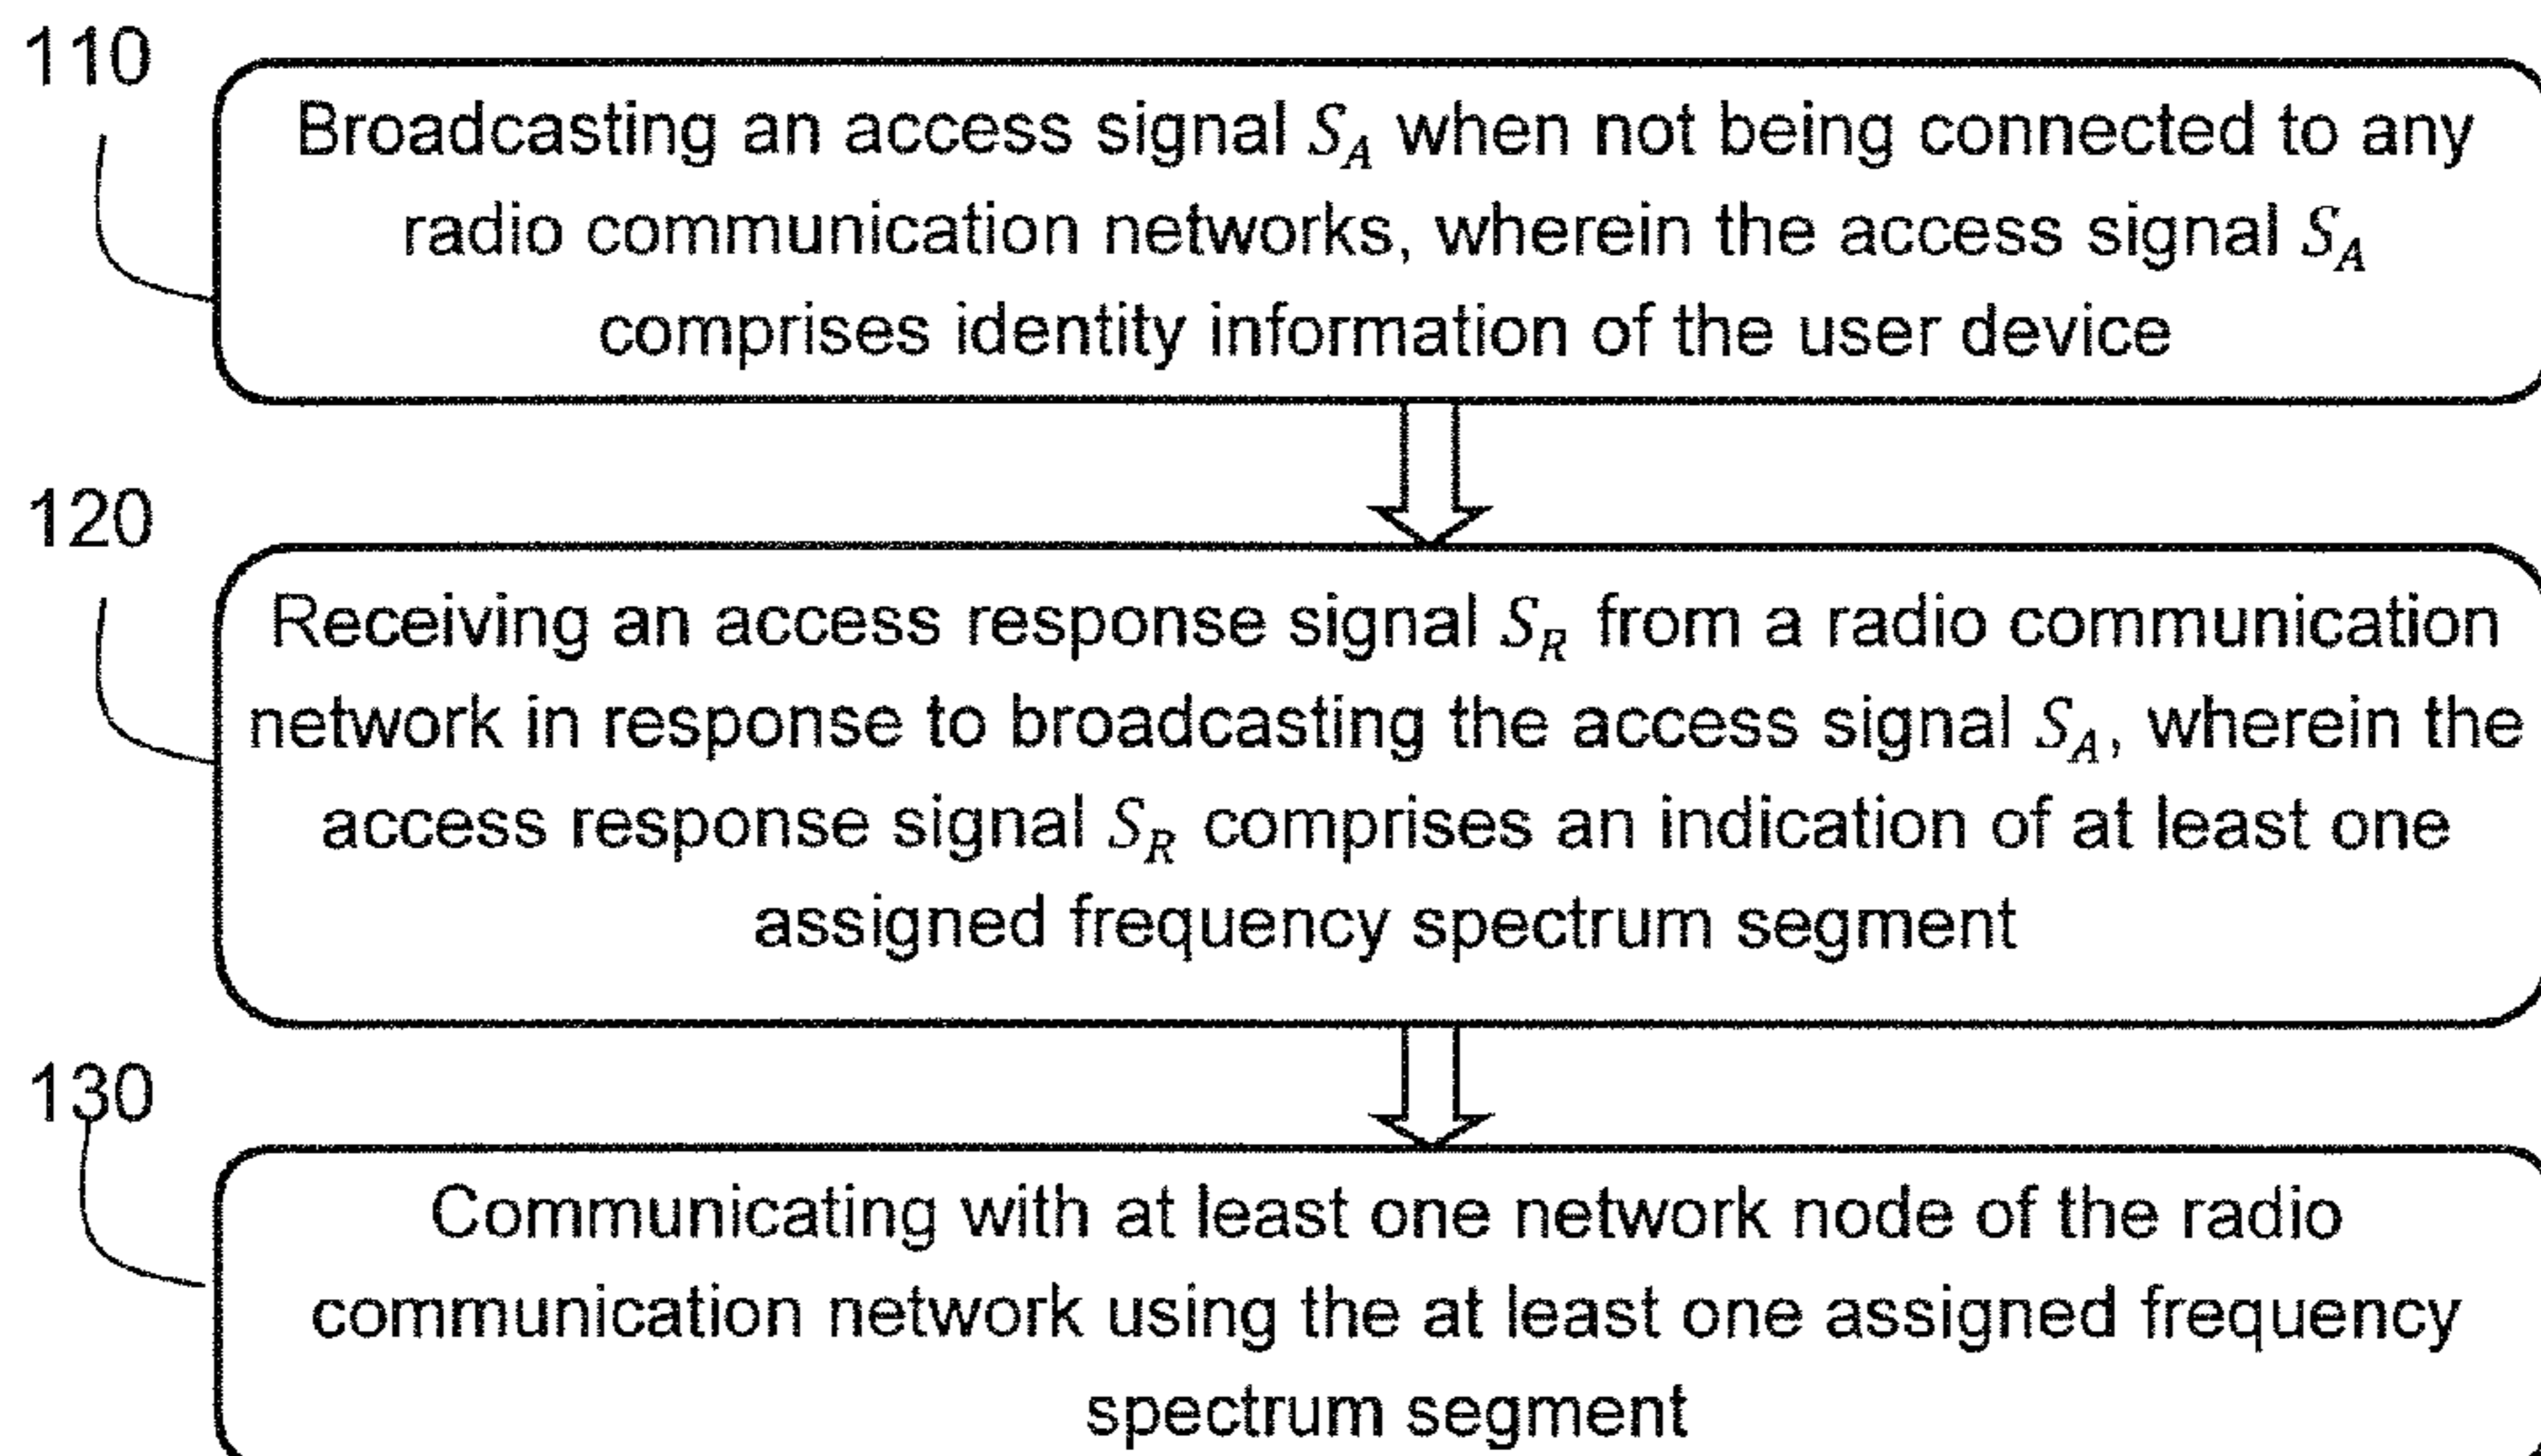 110
Broadcasting an access signal S_A when not being connected to any
radio communication networks, wherein the access signal S_A
comprises identity information of the user device
120
Receiving an access response signal S_R from a radio communication
network in response to broadcasting the access signal S_A, wherein the
access response signal S_R comprises an indication of at least one
assigned frequency spectrum segment
130
Communicating with at least one network node of the radio
communication network using the at least one assigned frequency
spectrum segment